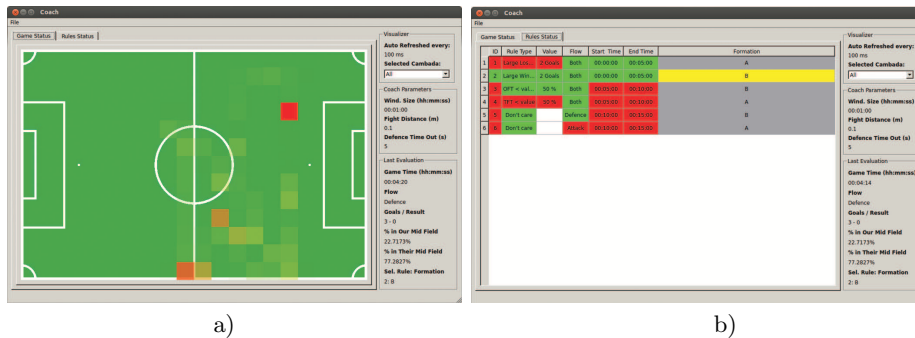 Coach
File
Game Status Rules Status
Visualizer
Auto Refreshed every:
100 ms
Selected Cambada:
All
Coach Parameters
Wind. Size (hh:mm:ss)
00:01:00
Fight Distance (m)
0.1
Defence Time Out (s)
5
Last Evaluation
Game Time (hh:mm:ss)
00:04:20
Flow
Defence
Goals / Result
3 - 0
% in Our Mid Field
22.7173%
% in Their Mid Field
77.2827%
Sel. Rule: Formation
2: B
a)
Coach
File
Game Status Rules Status
ID Rule Type Value Flow Start Time End Time Formation
1 1 Large Los... 2 Goals Both 00:00:00 00:05:00 A
2 2 Large Win... 2 Goals Both 00:00:00 00:05:00 B
3 3 OFT < val... 50 % Both 00:05:00 00:10:00 B
4 4 TFT < value 50 % Both 00:05:00 00:10:00 A
5 5 Don't care Defence 00:10:00 00:15:00 B
6 6 Don't care Attack 00:10:00 00:15:00 A
Visualizer
Auto Refreshed every:
100 ms
Selected Cambada:
All
Coach Parameters
Wind. Size (hh:mm:ss)
00:01:00
Fight Distance (m)
0.1
Defence Time Out (s)
5
Last Evaluation
Game Time (hh:mm:ss)
00:04:14
Flow
Defence
Goals / Result
3 - 0
% in Our Mid Field
22.7173%
% in Their Mid Field
77.2827%
Sel. Rule: Formation
2: B
b)